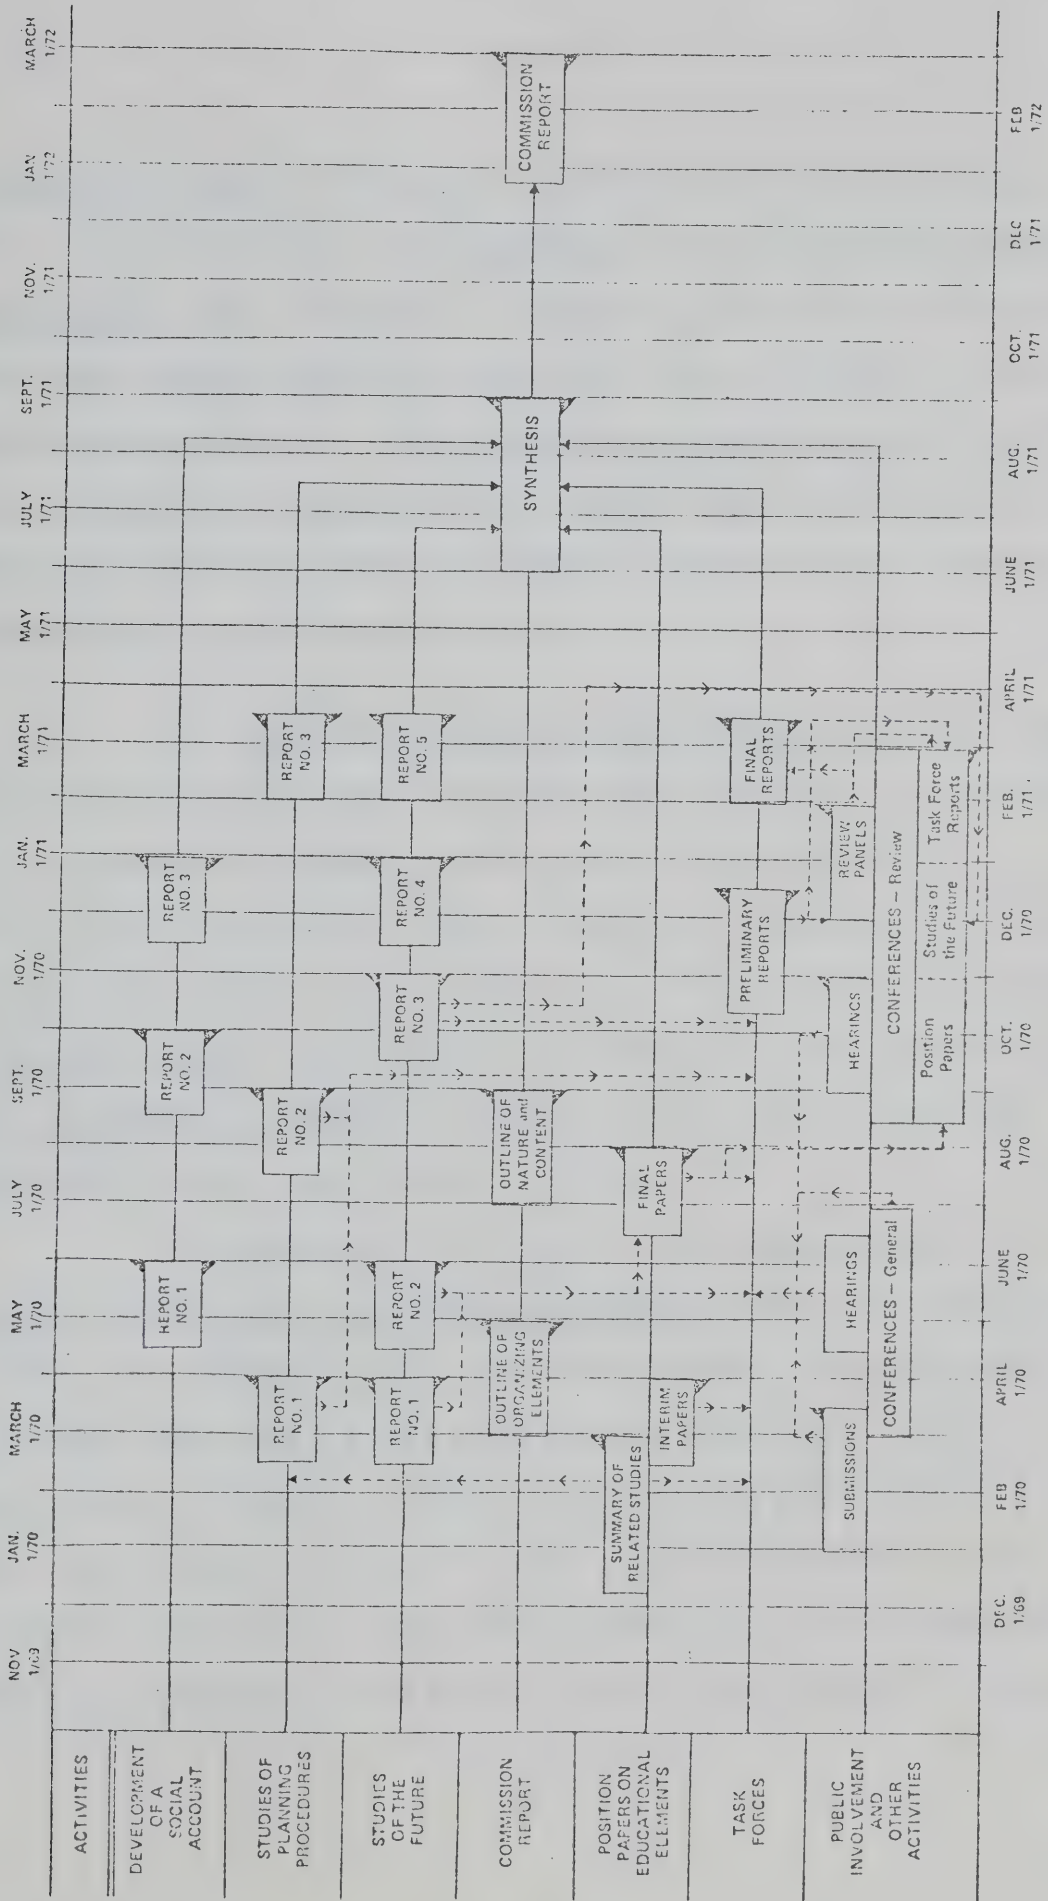 NOV
1/69
JAN.
1/70
MARCH
1/70
MAY
1/70
JULY
1/70
SEPT.
1/70
NOV.
1/70
JAN.
1/71
MARCH
1/71
MAY
1/71
JULY
1/71
SEPT.
1/71
NOV.
1/71
JAN
1/72
MARCH
1/72
ACTIVITIES
DEVELOPMENT
OF A
SOCIAL
ACCOUNT
REPORT
NO. 1
REPORT
NO. 2
REPORT
NO. 3
STUDIES OF
PLANNING
PROCEDURES
REPORT
NO. 1
REPORT
NO. 2
REPORT
NO. 3
STUDIES
OF THE
FUTURE
REPORT
NO. 1
REPORT
NO. 2
REPORT
NO. 3
REPORT
NO. 4
REPORT
NO. 5
COMMISSION
REPORT
OUTLINE OF
ORGANIZING
ELEMENTS
OUTLINE OF
NATURE and
CONTENT
SYNTHESIS
COMMISSION
REPORT
POSITION
PAPERS ON
EDUCATIONAL
ELEMENTS
SUMMARY OF
RELATED STUDIES
INTERIM
PAPERS
FINAL
PAPERS
TASK
FORCES
PRELIMINARY
REPORTS
FINAL
REPORTS
PUBLIC
INVOLVEMENT
AND
OTHER
ACTIVITIES
SUBMISSIONS
HEARINGS
HEARINGS
REVIEW
PANELS
CONFERENCES – General
CONFERENCES – Review
Position
Papers
Studies of
the Future
Task Force
Reports
DEC.
1/69
FEB
1/70
APRIL
1/70
JUNE
1/70
AUG.
1/70
OCT.
1/70
DEC.
1/70
FEB.
1/71
APRIL
1/71
JUNE
1/71
AUG.
1/71
OCT.
1/71
DEC
1/71
FEB
1/72